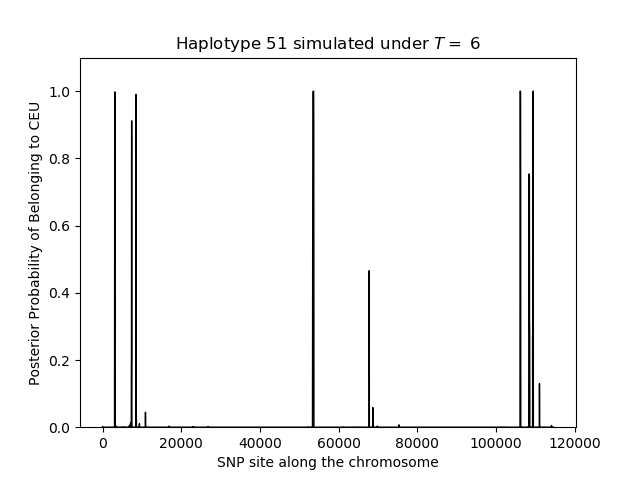 Haplotype 51 simulated under T = 6
Posterior Probability of Belonging to CEU
1.0
0.8
0.6
0.4
0.2
0.0
0 20000 40000 60000 80000 100000 120000
SNP site along the chromosome